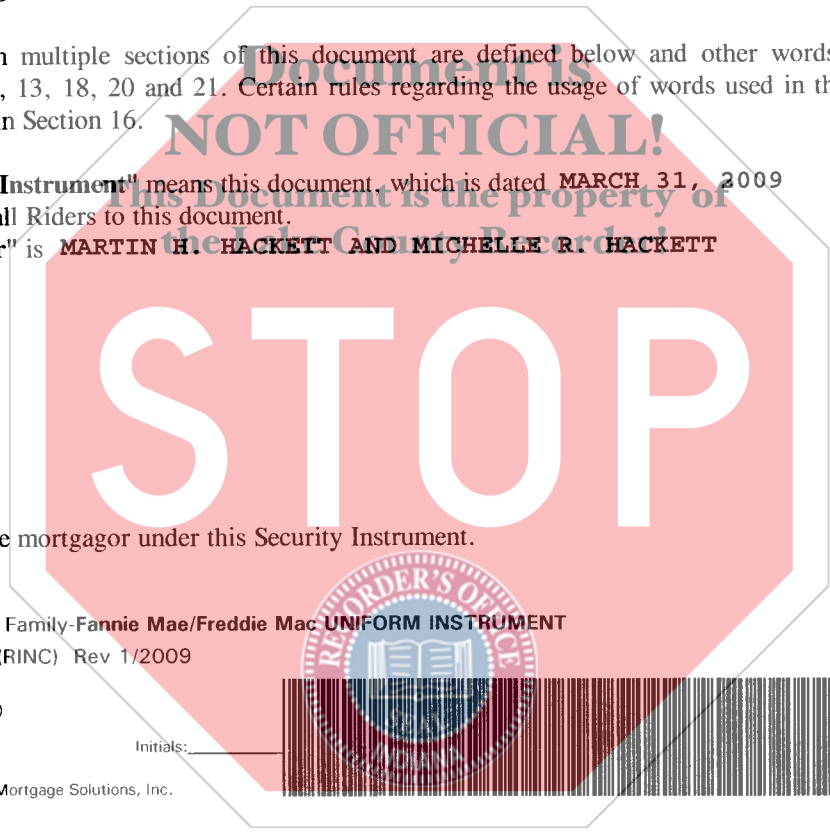 multiple sections of this document are defined below and other words
, 13, 18, 20 and 21. Certain rules regarding the usage of words used in
in Section 16.
Document is
NOT OFFICIAL!
Instrument" means this document, which is dated MARCH 31, 2009
This Document is the property of
all Riders to this document.
the Lake County Recorder!
r" is MARTIN H. HACKETT AND MICHELLE R. HACKETT
STOP
e mortgagor under this Security Instrument.
Family-Fannie Mae/Freddie Mac UNIFORM INSTRUMENT
(RINC) Rev 1/2009
RECORDER'S OFFICE
SEAL
INDIANA
Initials:
Mortgage Solutions, Inc.